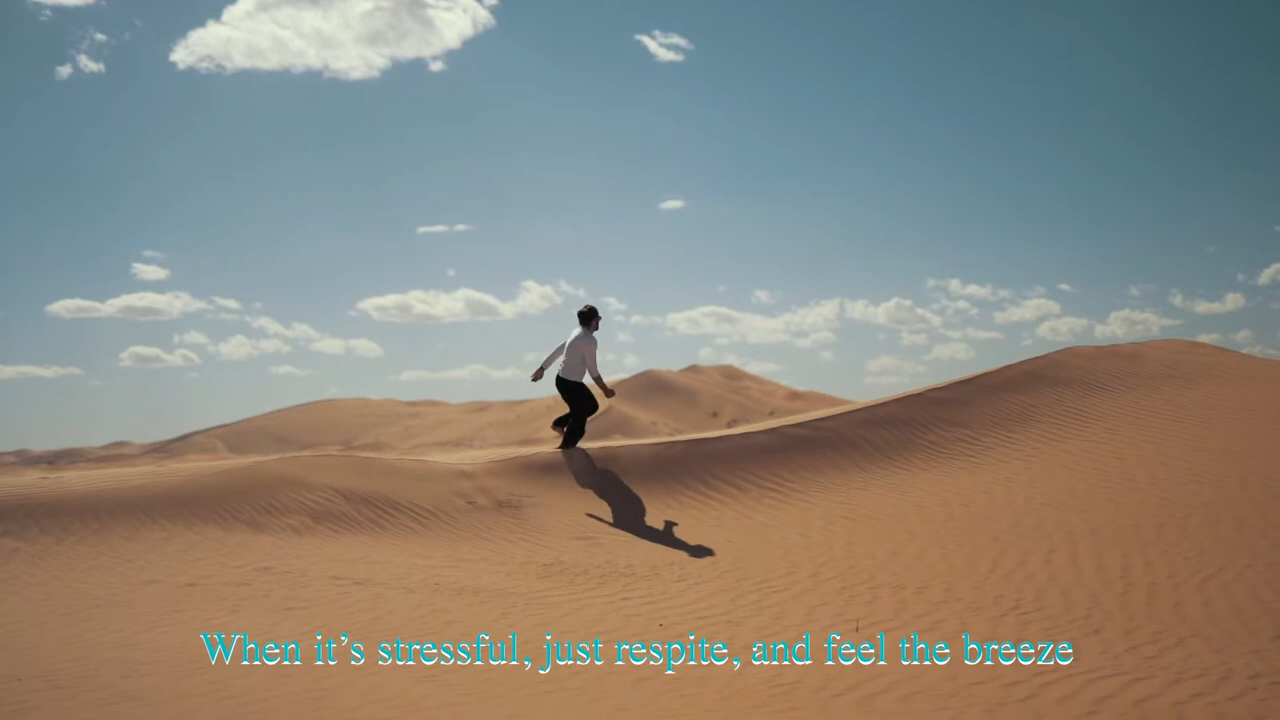 When it’s stressful, just respite, and feel the breeze